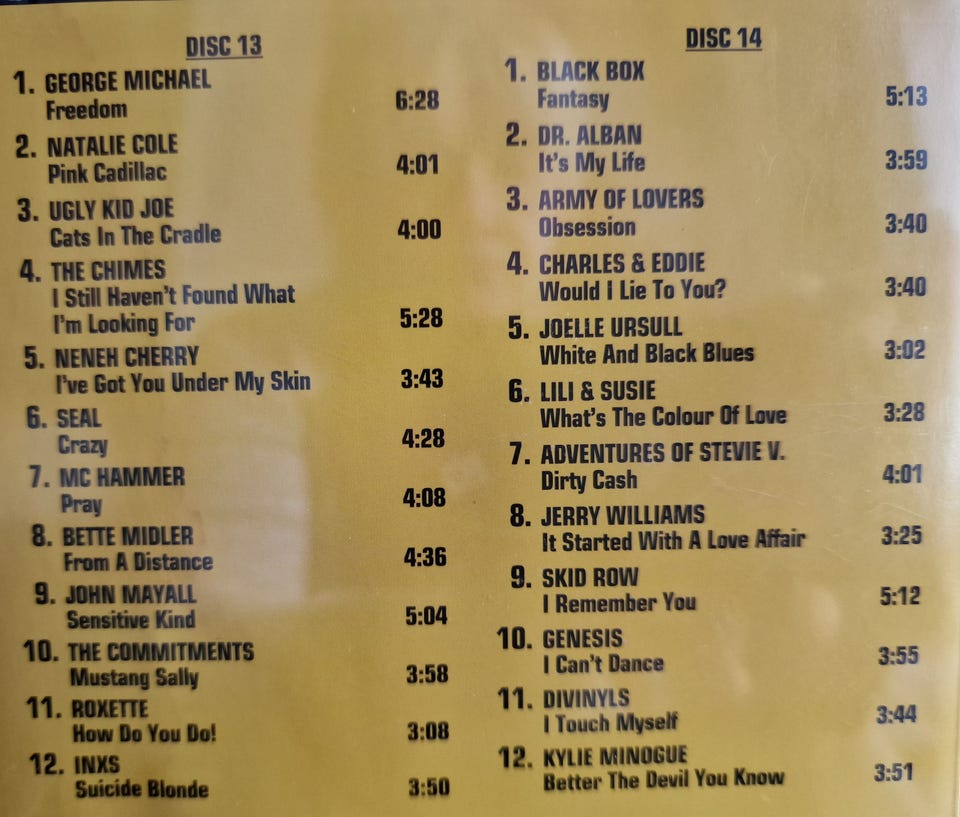 DISC 13
1. GEORGE MICHAEL
Freedom 6:28
2. NATALIE COLE
Pink Cadillac 4:01
3. UGLY KID JOE
Cats In The Cradle 4:00
4. THE CHIMES
I Still Haven't Found What
I'm Looking For 5:28
5. NENEH CHERRY
I've Got You Under My Skin 3:43
6. SEAL
Crazy 4:28
7. MC HAMMER
Pray 4:08
8. BETTE MIDLER
From A Distance 4:36
9. JOHN MAYALL
Sensitive Kind 5:04
10. THE COMMITMENTS
Mustang Sally 3:58
11. ROXETTE
How Do You Do! 3:08
12. INXS
Suicide Blonde 3:50
DISC 14
1. BLACK BOX
Fantasy 5:13
2. DR. ALBAN
It's My Life 3:59
3. ARMY OF LOVERS
Obsession 3:40
4. CHARLES & EDDIE
Would I Lie To You? 3:40
5. JOELLE URSULL
White And Black Blues 3:02
6. LILI & SUSIE
What's The Colour Of Love 3:28
7. ADVENTURES OF STEVIE V.
Dirty Cash 4:01
8. JERRY WILLIAMS
It Started With A Love Affair 3:25
9. SKID ROW
I Remember You 5:12
10. GENESIS
I Can't Dance 3:55
11. DIVINYLS
I Touch Myself 3:44
12. KYLIE MINOGUE
Better The Devil You Know 3:51